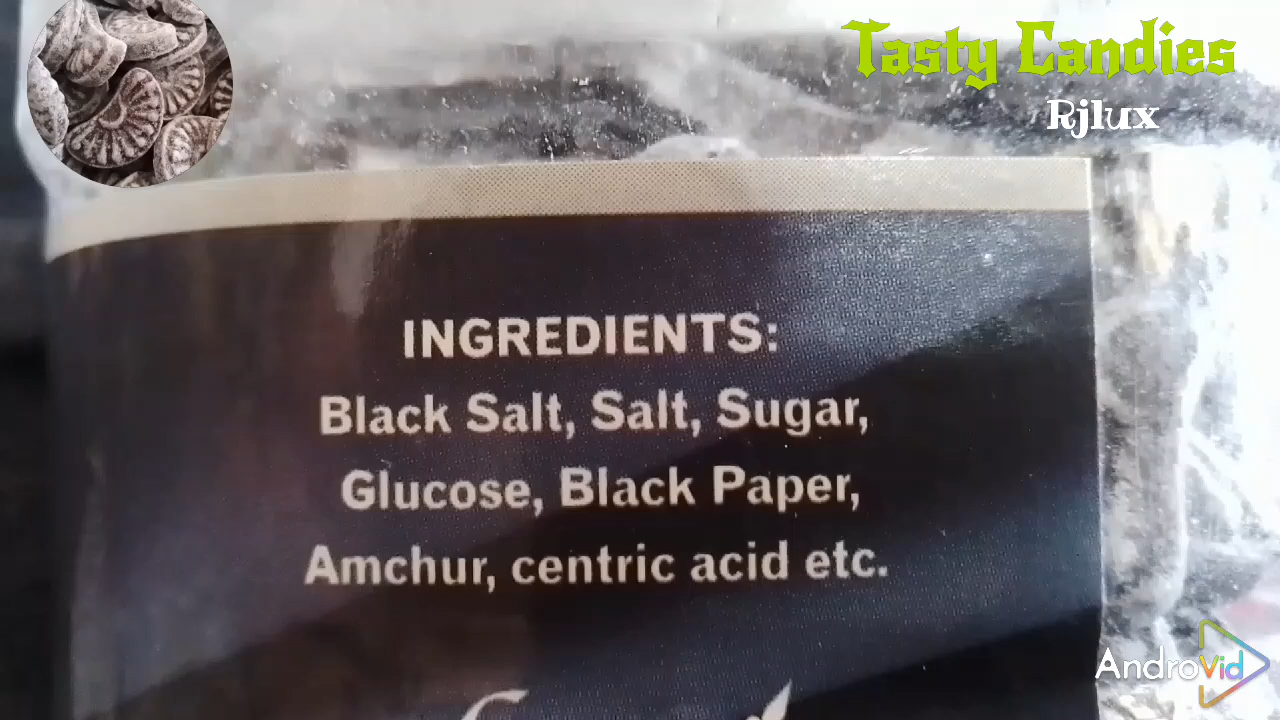 Tasty Candies
Rjlux
INGREDIENTS:
Black Salt, Salt, Sugar,
Glucose, Black Paper,
Amchur, centric acid etc.
AndroVid